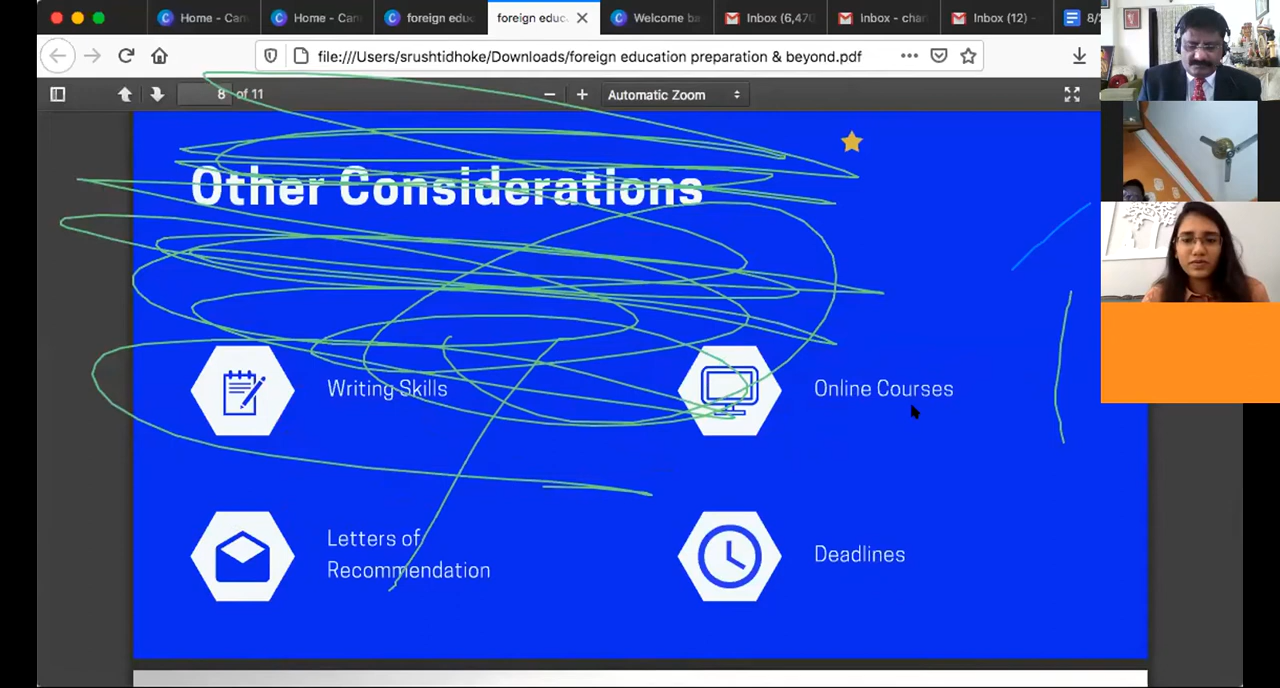 Home - Can
Home - Can
foreign edu
foreign educ
Welcome ba
Inbox (6,47
Inbox - char
Inbox (12) -
8/2
file:///Users/srushtidhoke/Downloads/foreign education preparation & beyond.pdf
8 of 11
Automatic Zoom
Other Considerations
Writing Skills
Online Courses
Letters of
Recommendation
Deadlines